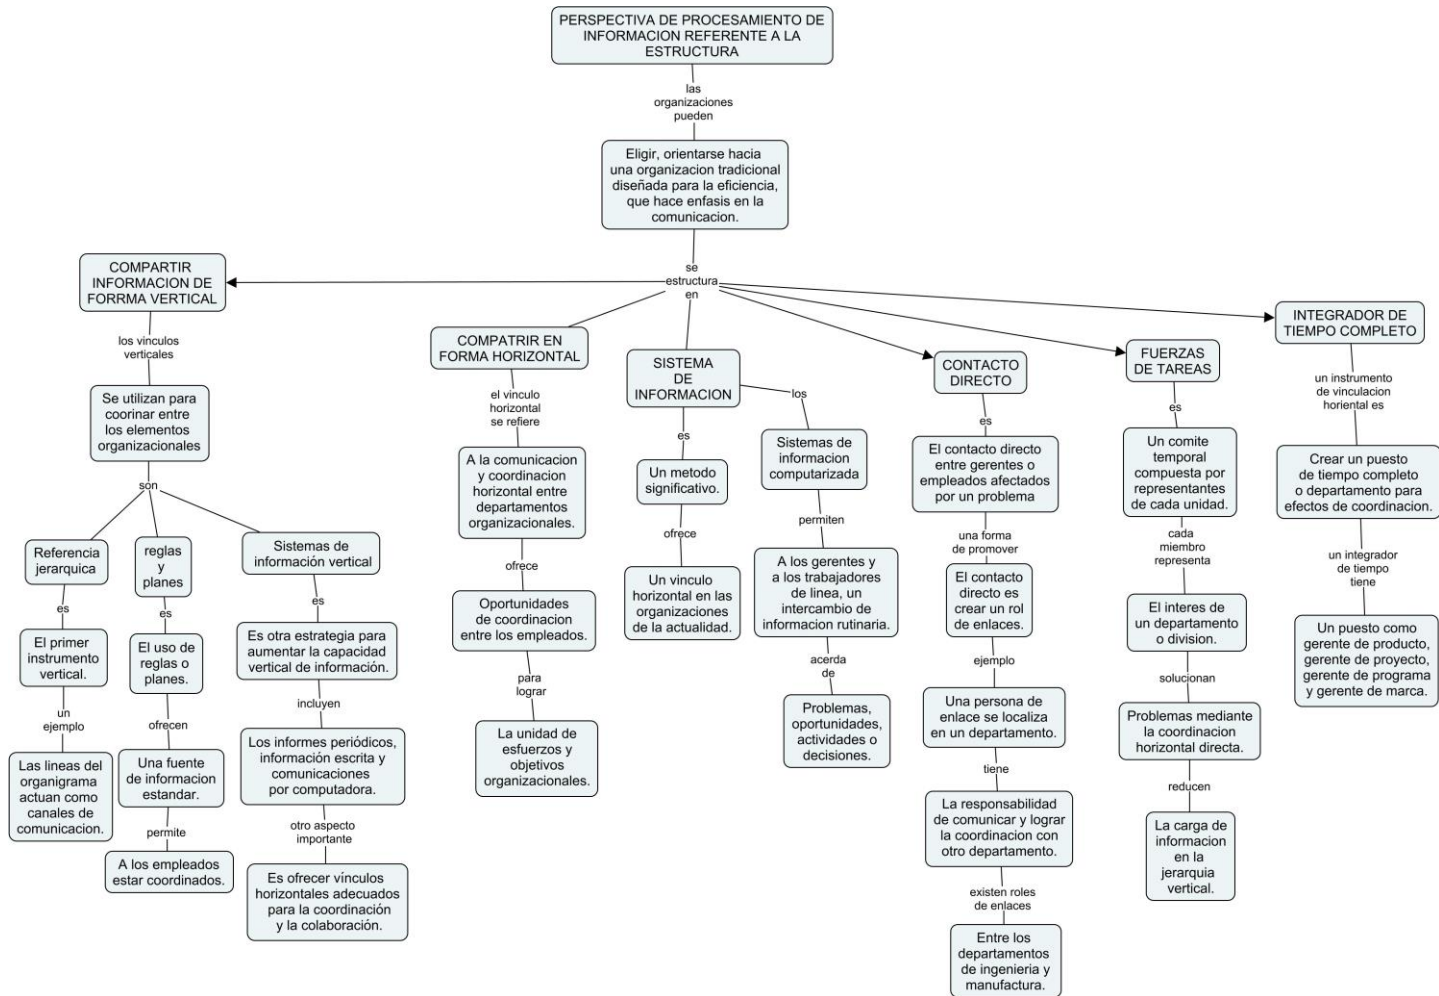 PERSPECTIVA DE PROCESAMIENTO DE
INFORMACION REFERENTE A LA
ESTRUCTURA
las
organizaciones
pueden
Eligir, orientarse hacia
una organizacion tradicional
diseñada para la eficiencia,
que hace enfasis en la
comunicacion.
se
estructura
en
COMPARTIR
INFORMACION DE
FORRMA VERTICAL
los vinculos
verticales
Se utilizan para
coorinar entre
los elementos
organizacionales
son
Referencia
jerarquica
es
El primer
instrumento
vertical.
un
ejemplo
Las lineas del
organigrama
actuan como
canales de
comunicacion.
reglas
y
planes
es
El uso de
reglas o
planes.
ofrecen
Una fuente
de informacion
estandar.
permite
A los empleados
estar coordinados.
Sistemas de
información vertical
es
Es otra estrategia para
aumentar la capacidad
vertical de información.
incluyen
Los informes periódicos,
información escrita y
comunicaciones
por computadora.
otro aspecto
importante
Es ofrecer vínculos
horizontales adecuados
para la coordinación
y la colaboración.
COMPATRIR EN
FORMA HORIZONTAL
el vinculo
horizontal
se refiere
A la comunicacion
y coordinacion
horizontal entre
departamentos
organizacionales.
ofrece
Oportunidades
de coordinacion
entre los empleados.
para
lograr
La unidad de
esfuerzos y
objetivos
organizacionales.
SISTEMA
DE
INFORMACION
es
Un metodo
significativo.
ofrece
Un vinculo
horizontal en las
organizaciones
de la actualidad.
los
Sistemas de
informacion
computarizada
permiten
A los gerentes y
a los trabajadores
de linea, un
intercambio de
informacion rutinaria.
acerda
de
Problemas,
oportunidades,
actividades o
decisiones.
CONTACTO
DIRECTO
es
El contacto directo
entre gerentes o
empleados afectados
por un problema
una forma
de promover
El contacto
directo es
crear un rol
de enlaces.
ejemplo
Una persona de
enlace se localiza
en un departamento.
tiene
La responsabilidad
de comunicar y lograr
la coordinacion con
otro departamento.
existen roles
de enlaces
Entre los
departamentos
de ingenieria y
manufactura.
FUERZAS
DE TAREAS
es
Un comite
temporal
compuesta por
representantes
de cada unidad.
cada
miembro
representa
El interes de
un departamento
o division.
solucionan
Problemas mediante
la coordinacion
horizontal directa.
reducen
La carga de
informacion
en la
jerarquia
vertical.
INTEGRADOR DE
TIEMPO COMPLETO
un instrumento
de vinculacion
horiental es
Crear un puesto
de tiempo completo
o departamento para
efectos de coordinacion.
un integrador
de tiempo
tiene
Un puesto como
gerente de producto,
gerente de proyecto,
gerente de programa
y gerente de marca.